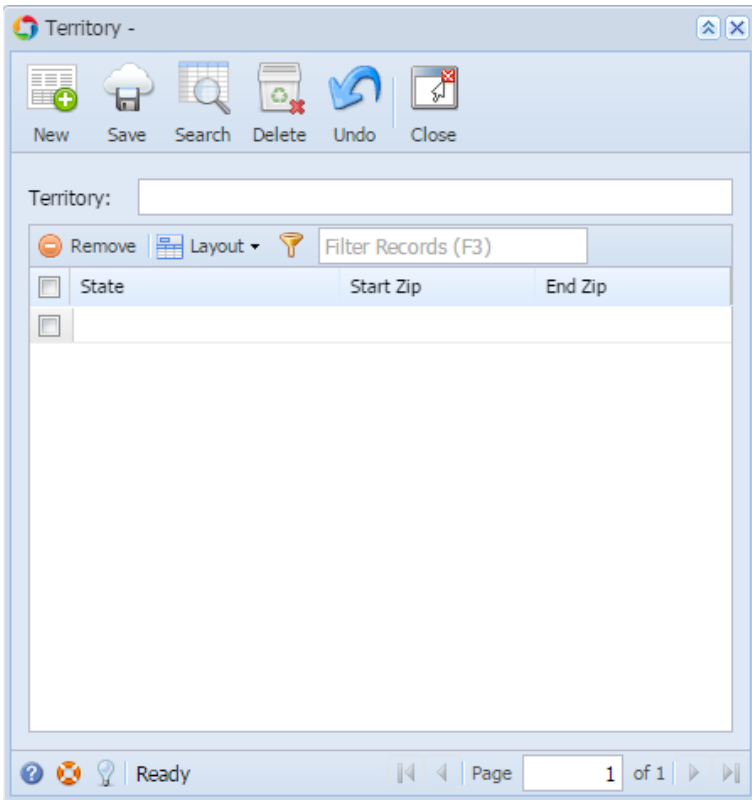 Territory -
New Save Search Delete Undo Close
Territory:
Remove Layout Filter Records (F3)
State Start Zip End Zip
Ready Page 1 of 1